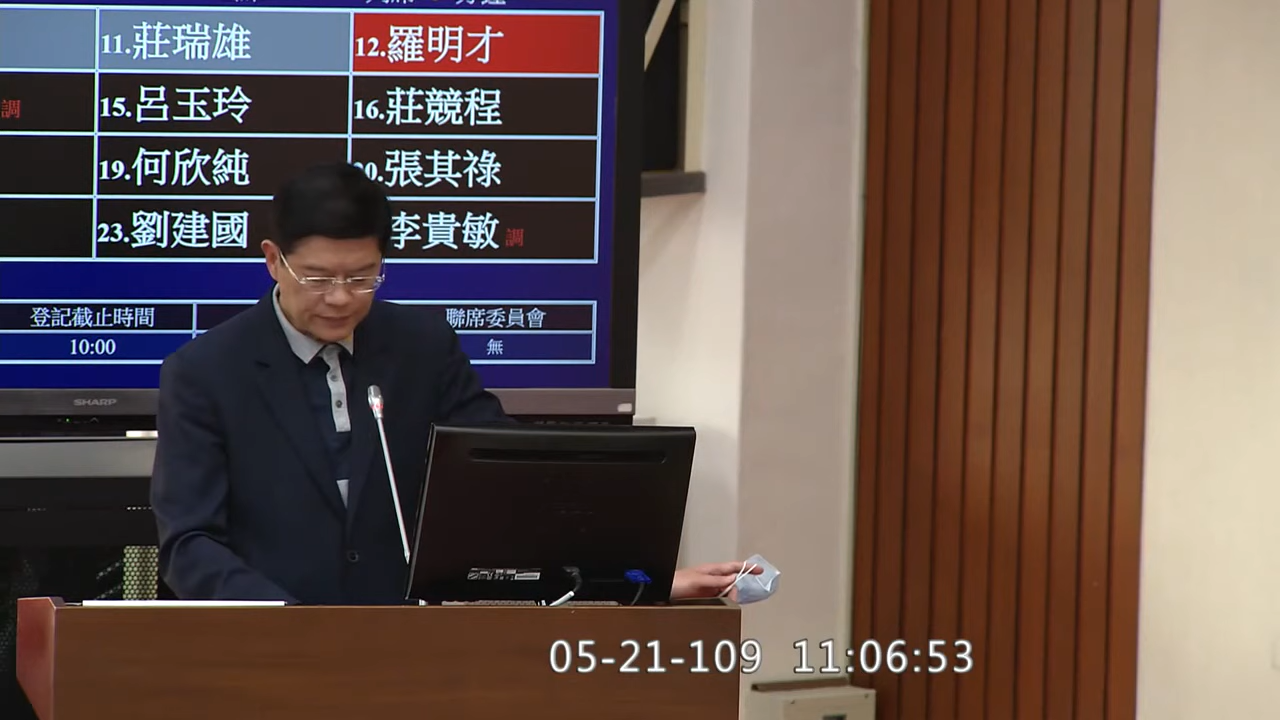 11.莊瑞雄 12.羅明才
調 15.呂玉玲 16.莊競程
19.何欣純 20.張其祿
23.劉建國 李貴敏 調
登記截止時間 聯席委員會
10:00 無
SHARP
05-21-109 11:06:53